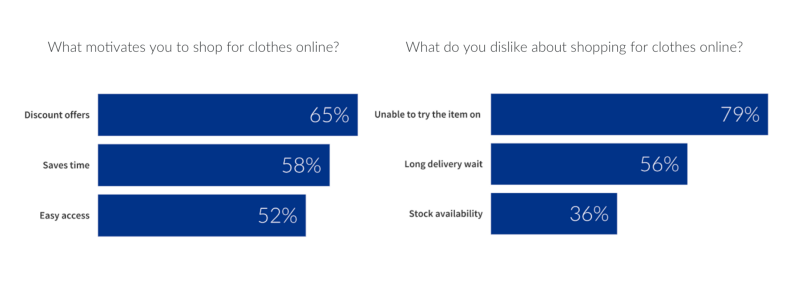 What motivates you to shop for clothes online?
Discount offers 65%
Saves time 58%
Easy access 52%
What do you dislike about shopping for clothes online?
Unable to try the item on 79%
Long delivery wait 56%
Stock availability 36%